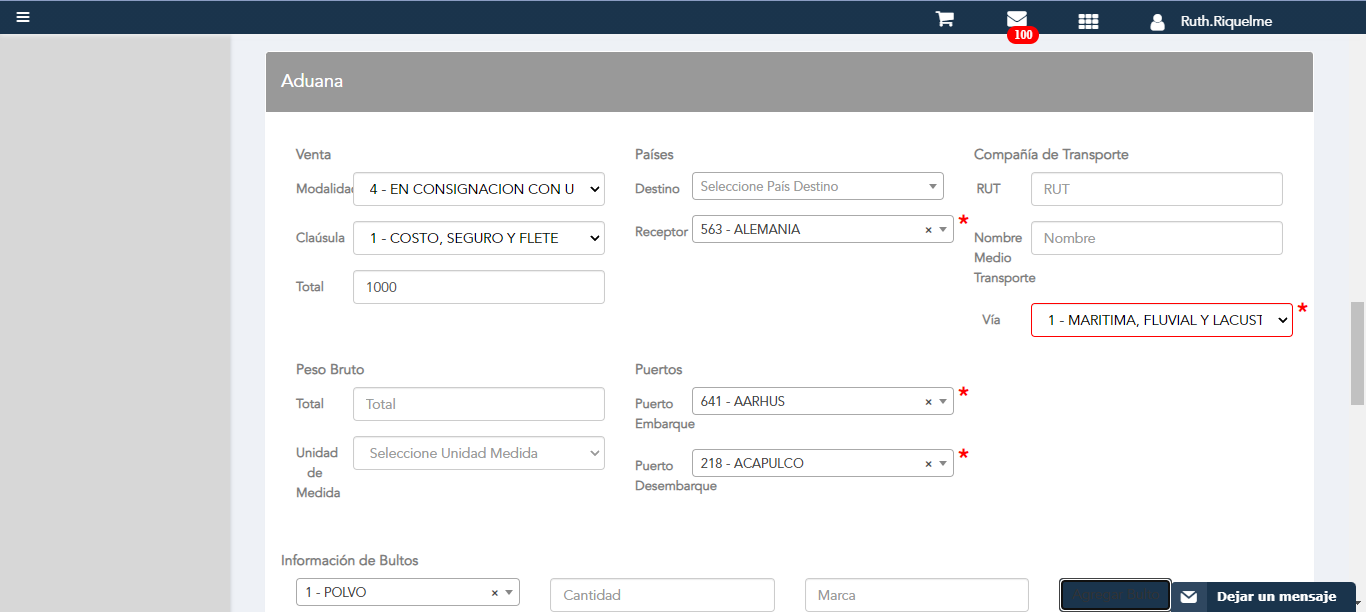 Ruth.Riquelme
100
Aduana
Venta
Países
Compañía de Transporte
Modalidad
4 - EN CONSIGNACION CON U
Destino
Seleccione País Destino
RUT
RUT
Claúsula
1 - COSTO, SEGURO Y FLETE
Receptor
563 - ALEMANIA
× *
Nombre
Medio
Transporte
Nombre
Total
1000
Vía
1 - MARITIMA, FLUVIAL Y LACUST
*
Peso Bruto
Puertos
Total
Total
Puerto
Embarque
641 - AARHUS
× *
Unidad
de
Medida
Seleccione Unidad Medida
Puerto
Desembarque
218 - ACAPULCO
× *
Información de Bultos
1 - POLVO
×
Cantidad
Marca
Dejar un mensaje